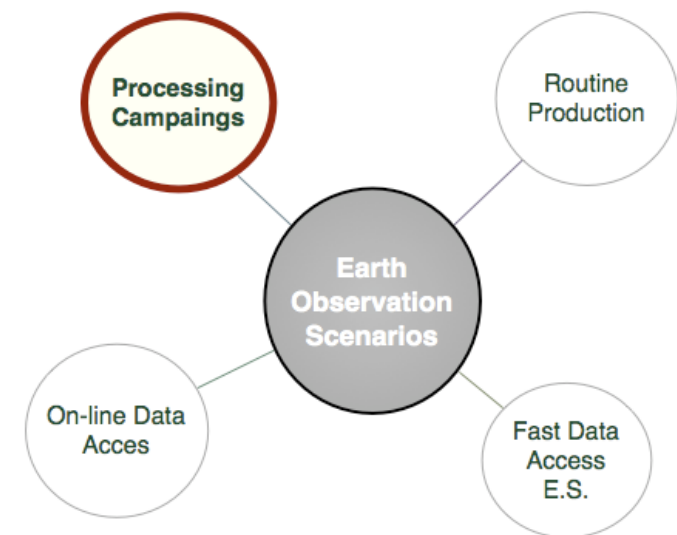 Processing
Campaings
Routine
Production
Earth
Observation
Scenarios
On-line Data
Acces
Fast Data
Access
E.S.